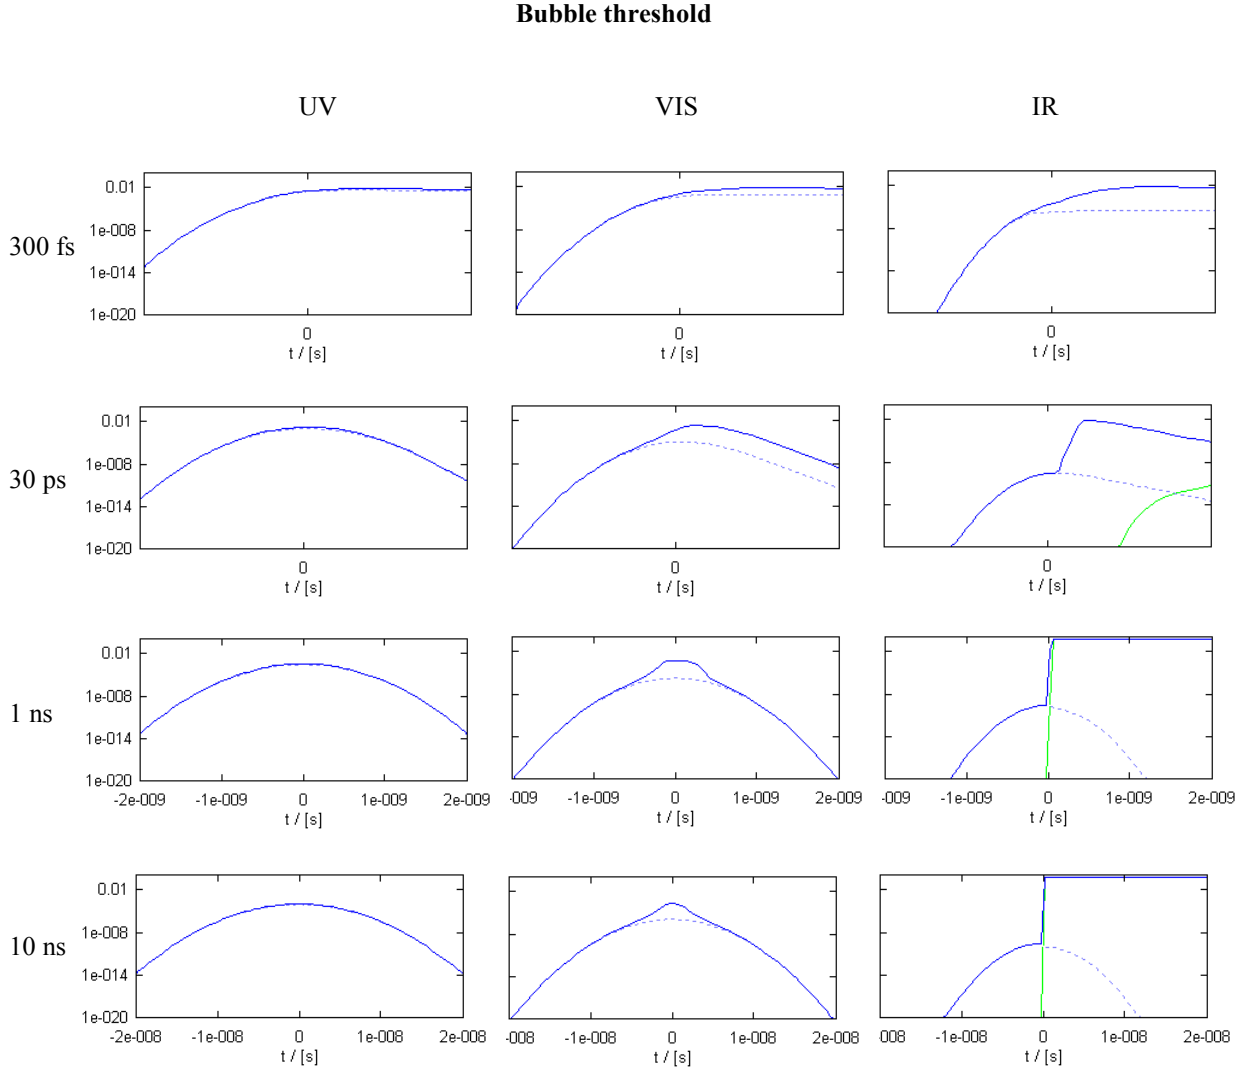 Bubble threshold
UV VIS IR
300 fs
0.01
1e-008
1e-014
1e-020
0 0 0
t / [s] t / [s] t / [s]
30 ps
0.01
1e-008
1e-014
1e-020
0 0 0
t / [s] t / [s] t / [s]
1 ns
0.01
1e-008
1e-014
1e-020
-2e-009 -1e-009 0 1e-009 2e-009 -009 -1e-009 0 1e-009 2e-009 -009 -1e-009 0 1e-009 2e-009
t / [s] t / [s] t / [s]
10 ns
0.01
1e-008
1e-014
1e-020
-2e-008 -1e-008 0 1e-008 2e-008 008 -1e-008 0 1e-008 2e-008 008 -1e-008 0 1e-008 2e-008
t / [s] t / [s] t / [s]